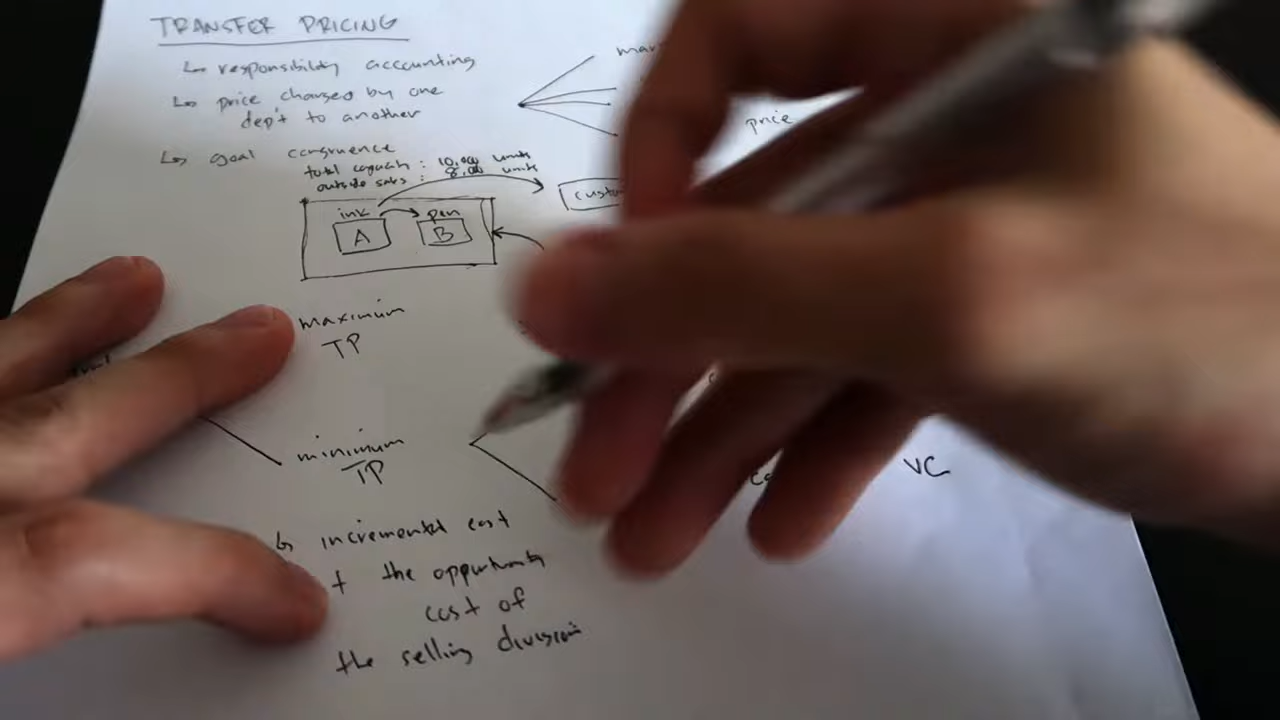 TRANSFER PRICING
↳ responsibility accounting
↳ price charged by one
dep't to another
↳ goal congruence
price
total capacity : 10,000 units
outside sales : 8,000 units
ink
pen
A
B
maximum
TP
minimum
TP
VC
↳ incremental cost
+ the opportunity
cost of
the selling division